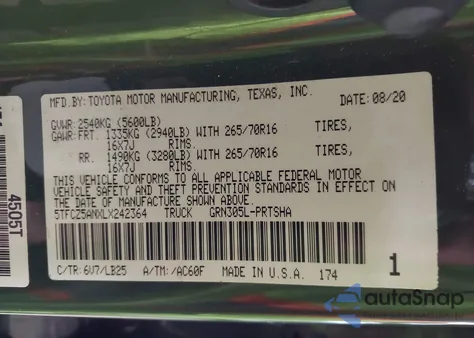 MFD.BY:TOYOTA MOTOR MANUFACTURING, TEXAS, INC.
DATE:08/20
GVWR:2540KG (5600LB)
GAWR:FRT. 1335KG (2940LB) WITH 265/70R16 TIRES,
16X7J RIMS.
RR. 1490KG (3280LB) WITH 265/70R16 TIRES,
16X7J RIMS.
THIS VEHICLE CONFORMS TO ALL APPLICABLE FEDERAL MOTOR
VEHICLE SAFETY AND THEFT PREVENTION STANDARDS IN EFFECT ON
THE DATE OF MANUFACTURE SHOWN ABOVE.
5TFCZ5ANXLX242364 TRUCK GRN305L-PRTSHA
C/TR:6V7/LB25 A/TM:/AC60F MADE IN U.S.A. 174 1
4505T
autoSnap